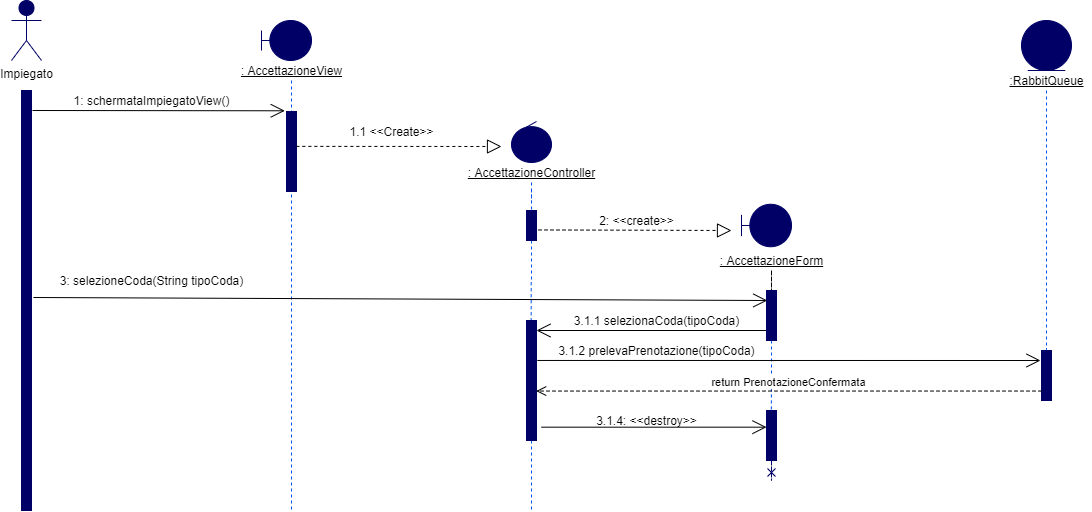 Impiegato
: AccettazioneView
: RabbitQueue
1: schermataImpiegatoView()
1.1 <<Create>>
: AccettazioneController
2: <<create>>
: AccettazioneForm
3: selezioneCoda(String tipoCoda)
3.1.1 selezionaCoda(tipoCoda)
3.1.2 prelevaPrenotazione(tipoCoda)
return PrenotazioneConfermata
3.1.4: <<destroy>>